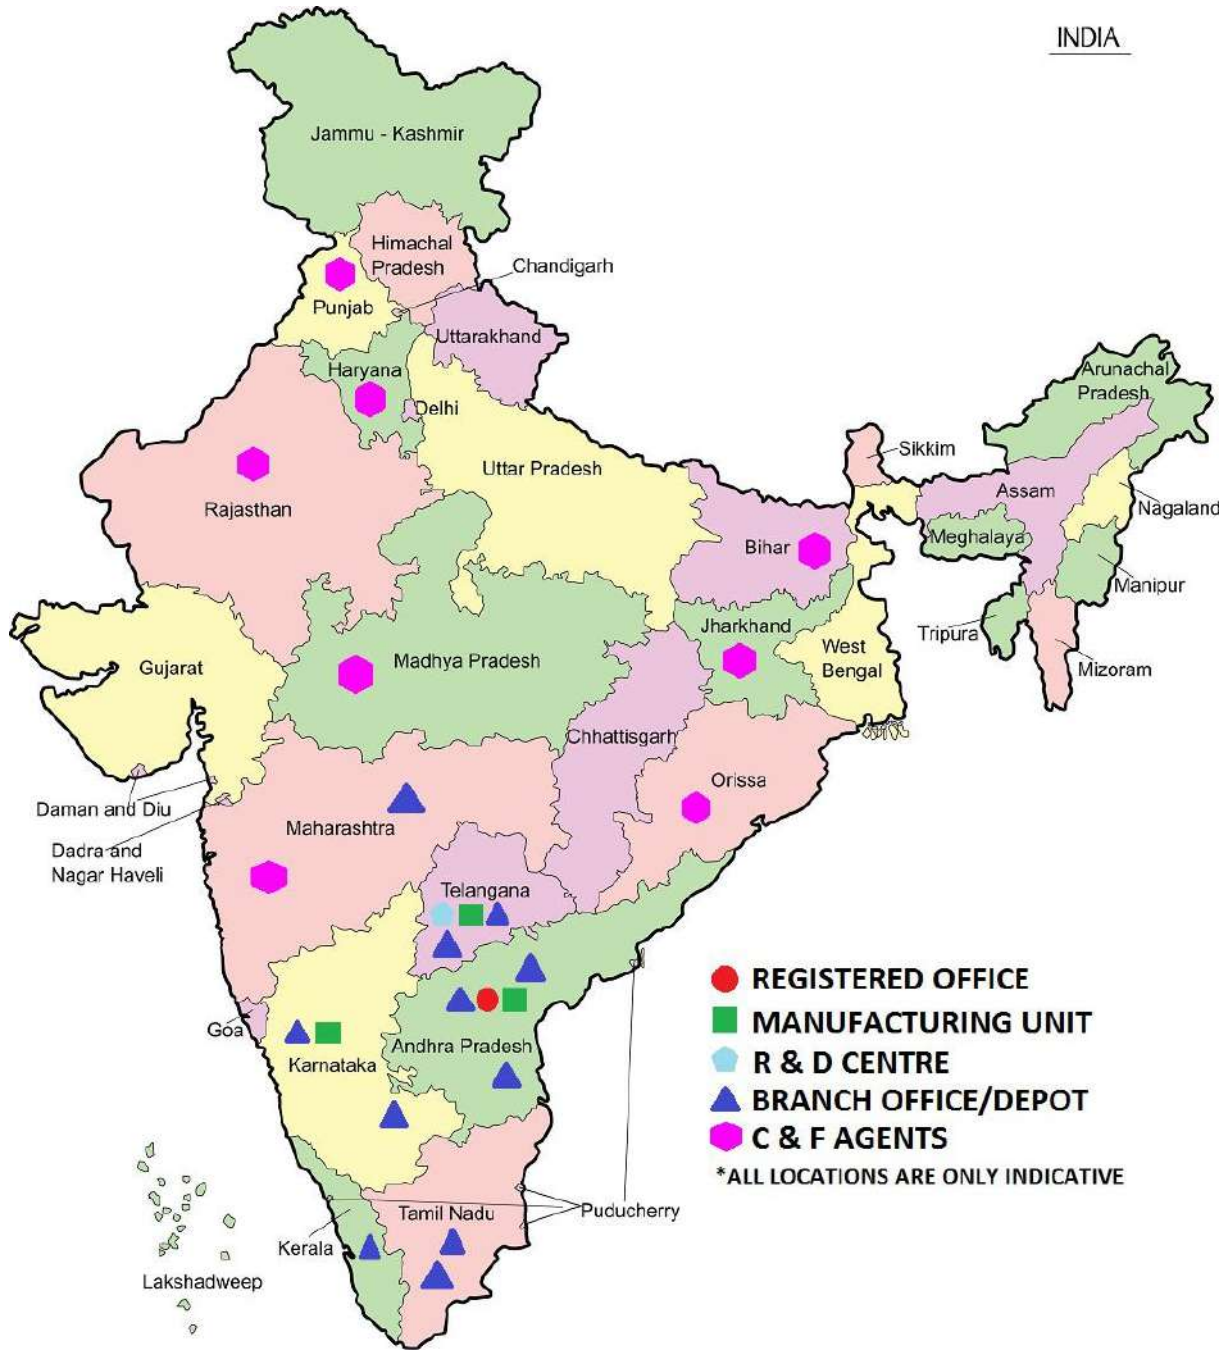 INDIA
Jammu - Kashmir
Himachal
Pradesh
Chandigarh
Punjab
Uttarakhand
Haryana
Delhi
Arunachal
Pradesh
Sikkim
Uttar Pradesh
Assam
Rajasthan
Nagaland
Meghalaya
Bihar
Manipur
Jharkhand
Tripura
West
Bengal
Gujarat
Madhya Pradesh
Mizoram
Chhattisgarh
Orissa
Daman and Diu
Maharashtra
Dadra and
Nagar Haveli
Telangana
REGISTERED OFFICE
MANUFACTURING UNIT
R & D CENTRE
BRANCH OFFICE/DEPOT
C & F AGENTS
*ALL LOCATIONS ARE ONLY INDICATIVE
Goa
Andhra Pradesh
Karnataka
Puducherry
Tamil Nadu
Kerala
Lakshadweep